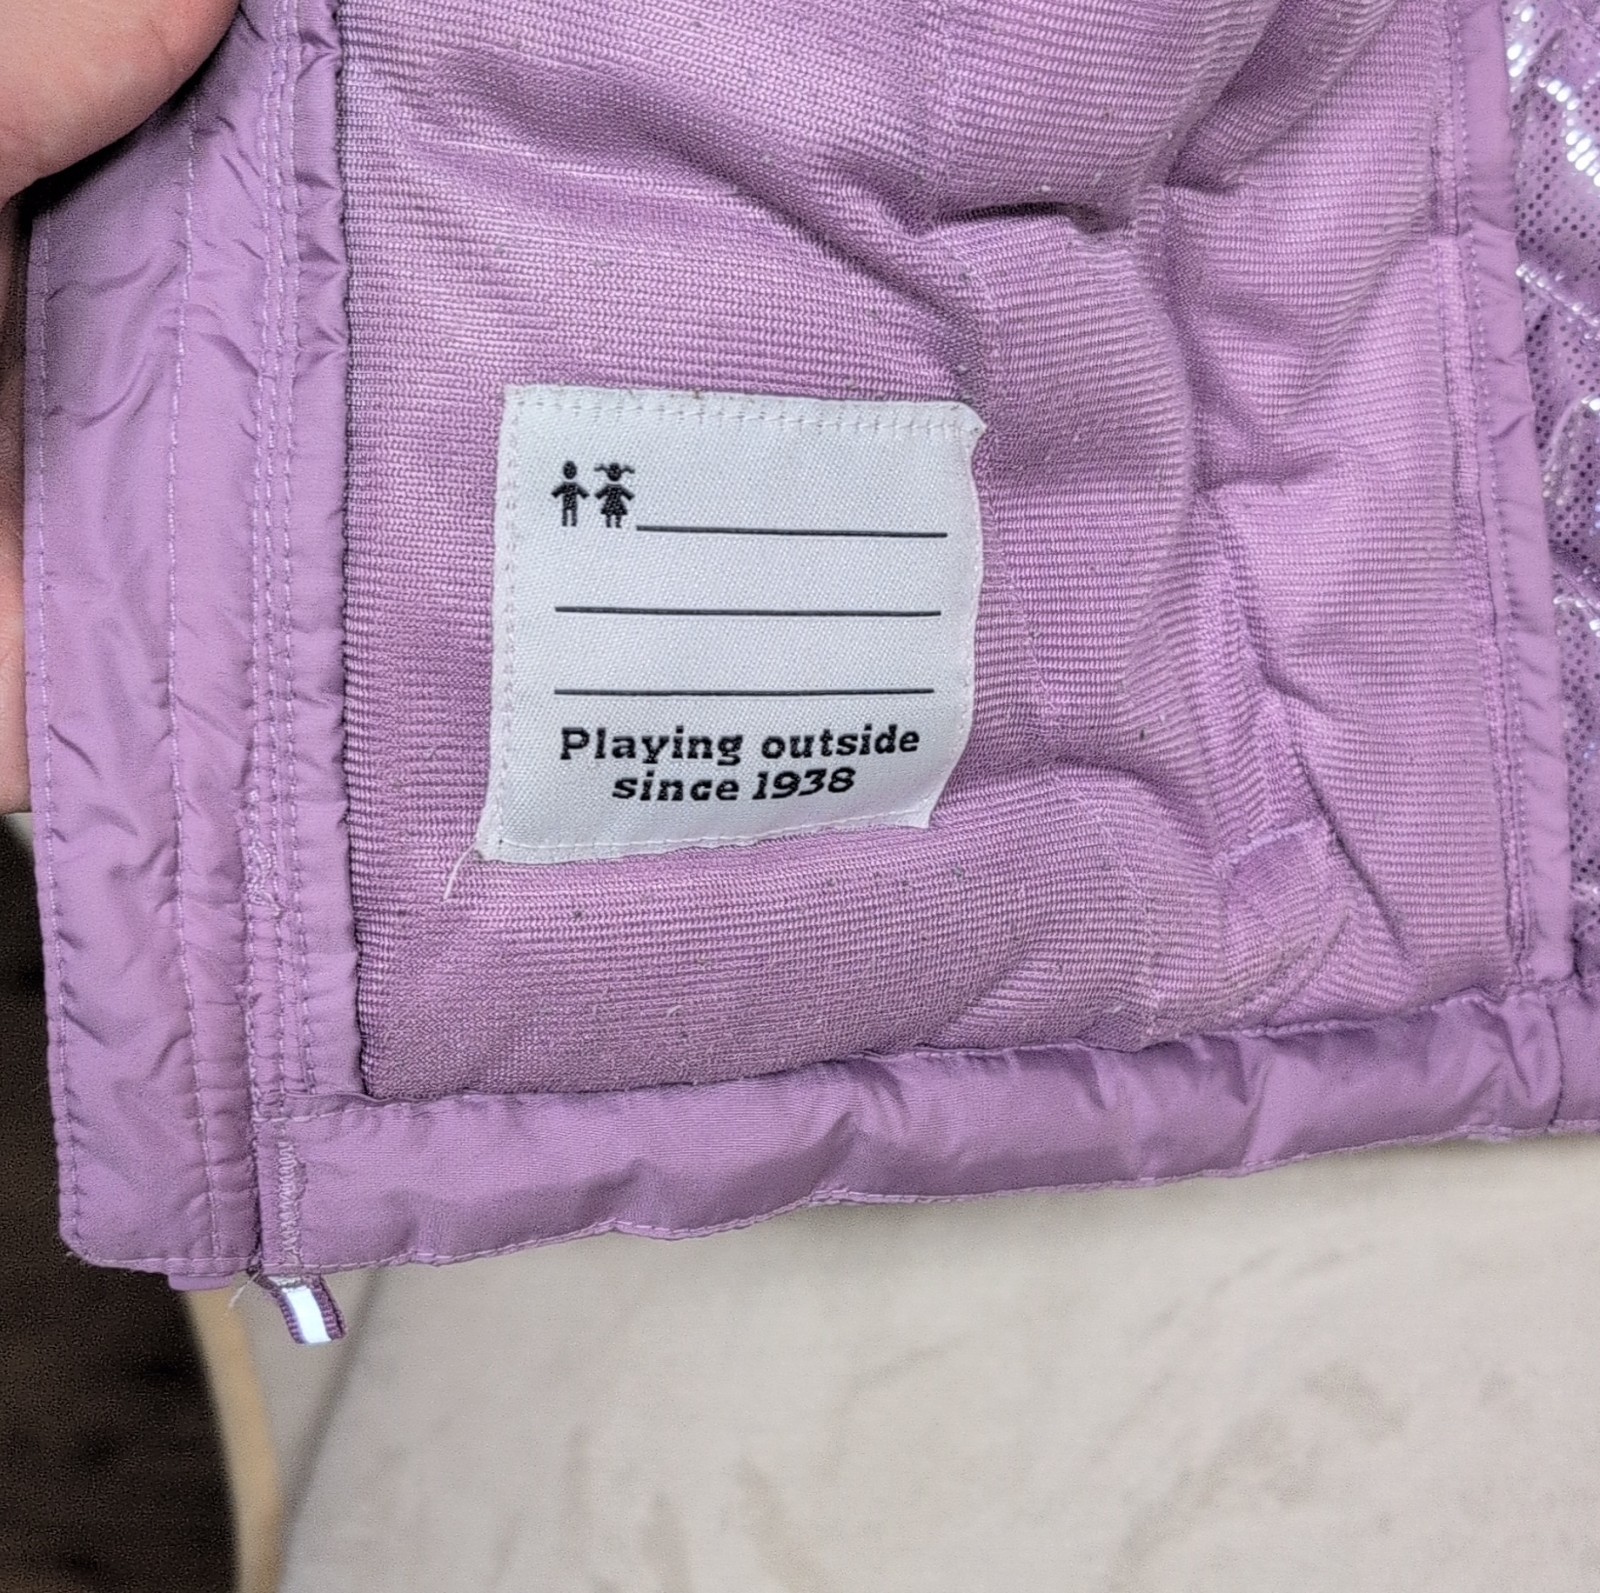 Playing outside
since 1938